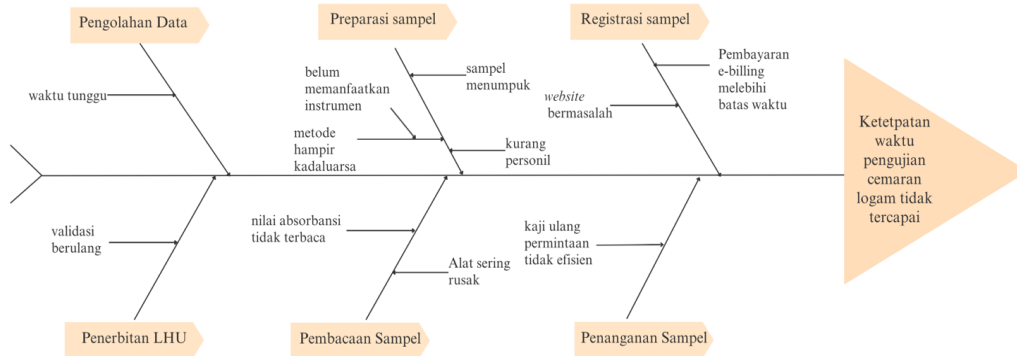 Pengolahan Data
Preparasi sampel
Registrasi sampel
waktu tunggu
belum
memanfaatkan
instrumen
metode
hampir
kadaluarsa
sampel
menumpuk
kurang
personil
website
bermasalah
Pembayaran
e-billing
melebihi
batas waktu
Ketetpatan
waktu
pengujian
cemaran
logam tidak
tercapai
validasi
berulang
nilai absorbansi
tidak terbaca
Alat sering
rusak
kaji ulang
permintaan
tidak efisien
Penerbitan LHU
Pembacaan Sampel
Penanganan Sampel